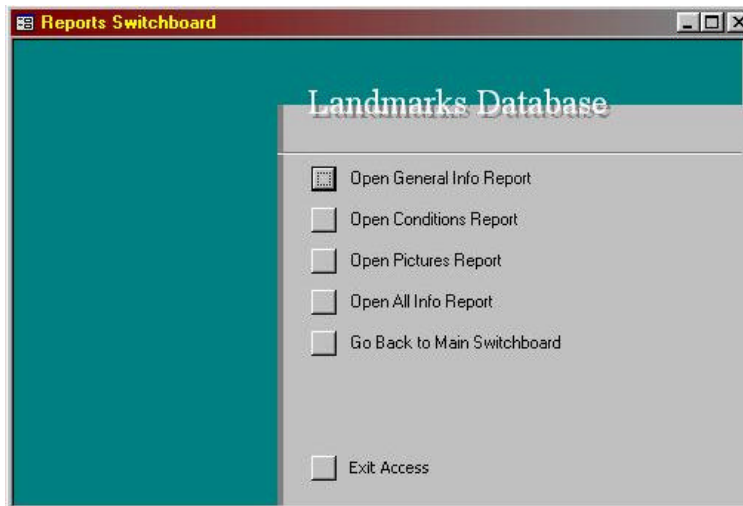 Reports Switchboard
Landmarks Database
Open General Info Report
Open Conditions Report
Open Pictures Report
Open All Info Report
Go Back to Main Switchboard
Exit Access